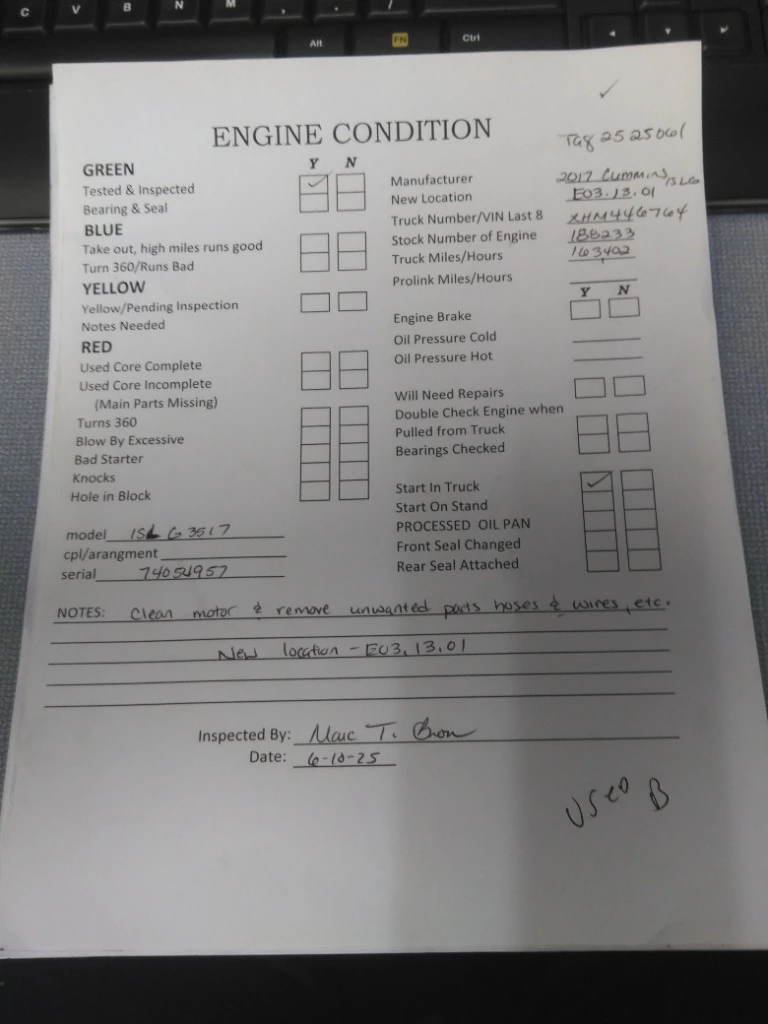 C V B N M , . /
Alt FN Ctrl
✓
ENGINE CONDITION
Tag 2525061
Y N
GREEN
Tested & Inspected ✓
Bearing & Seal
BLUE
Take out, high miles runs good
Turn 360/Runs Bad
YELLOW
Yellow/Pending Inspection
Notes Needed
RED
Used Core Complete
Used Core Incomplete
(Main Parts Missing)
Turns 360
Blow By Excessive
Bad Starter
Knocks
Hole in Block
model ISL G3517
cpl/arangment
serial 74054957
Manufacturer 2017 Cummins ISLG
New Location E03.13.01
Truck Number/VIN Last 8 XHM446764
Stock Number of Engine 188233
Truck Miles/Hours 163,402
Prolink Miles/Hours
Y N
Engine Brake
Oil Pressure Cold
Oil Pressure Hot
Will Need Repairs
Double Check Engine when
Pulled from Truck
Bearings Checked
Start In Truck ✓
Start On Stand
PROCESSED OIL PAN
Front Seal Changed
Rear Seal Attached
NOTES: Clean motor & remove unwanted parts hoses & wires, etc.
New location - E03.13.01
Inspected By: Marc T.
Date: 6-10-25
USED B